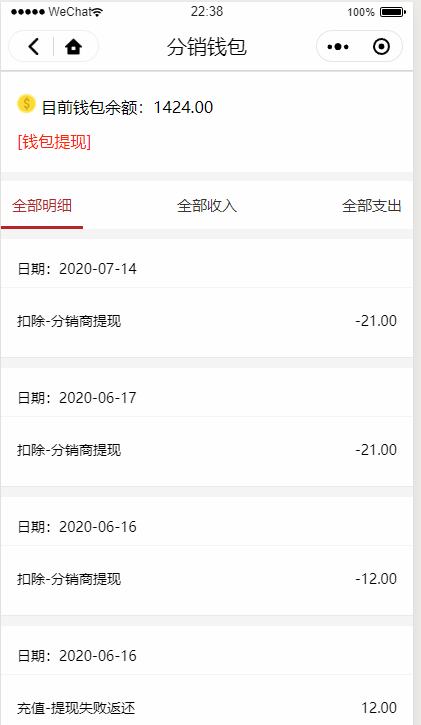 WeChat 22:38 100%
分销钱包
目前钱包余额：1424.00
[钱包提现]
全部明细 全部收入 全部支出
日期：2020-07-14
扣除-分销商提现 -21.00
日期：2020-06-17
扣除-分销商提现 -21.00
日期：2020-06-16
扣除-分销商提现 -12.00
日期：2020-06-16
充值-提现失败返还 12.00